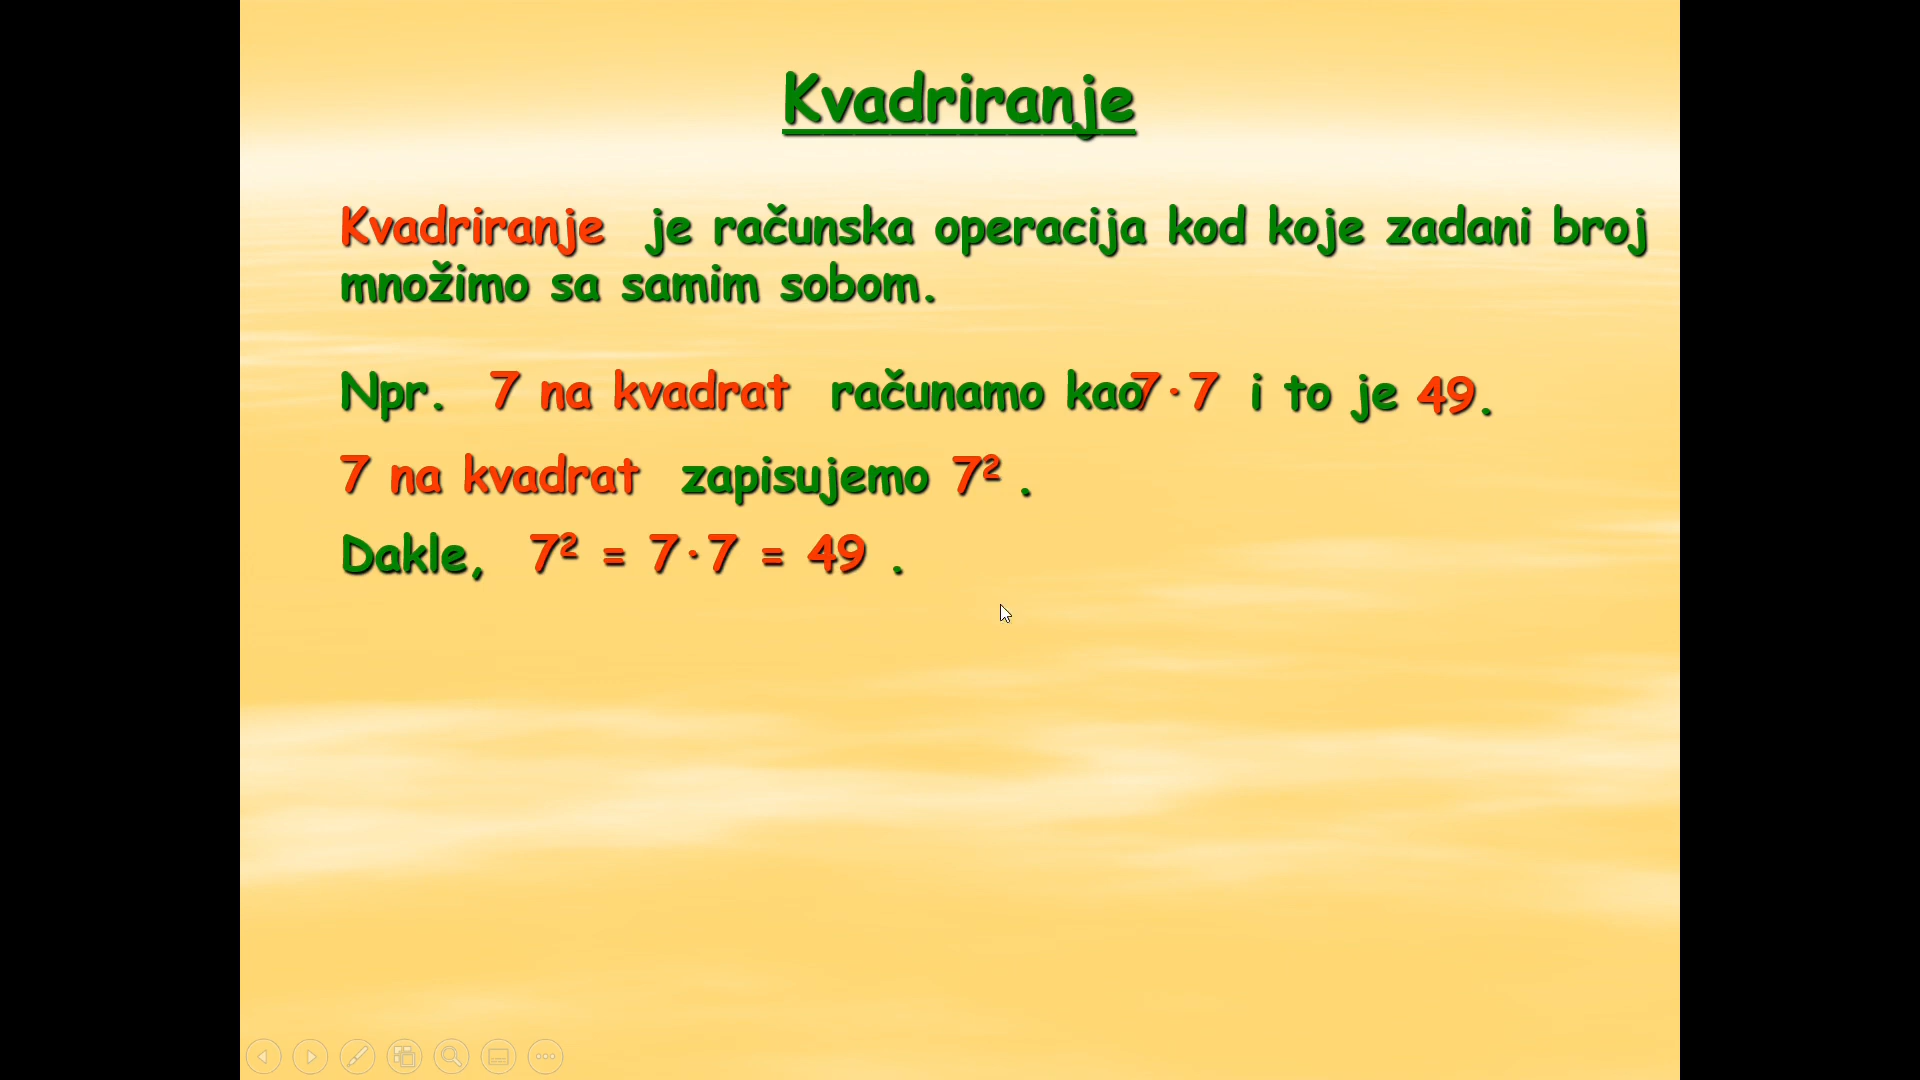 Kvadriranje
Kvadriranje je računska operacija kod koje zadani broj
množimo sa samim sobom.
Npr. 7 na kvadrat računamo kao 7·7 i to je 49.
7 na kvadrat zapisujemo 7² .
Dakle, 7² = 7·7 = 49 .